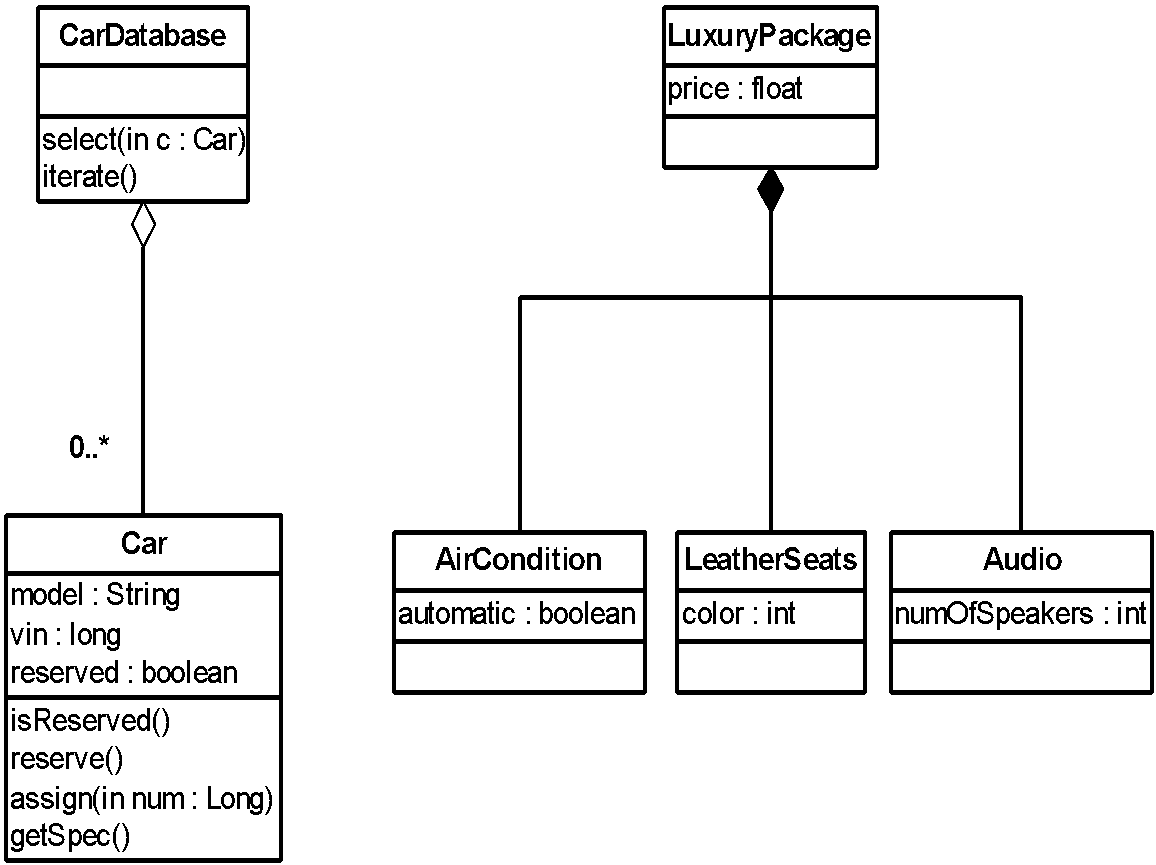 CarDatabase
select(in c : Car)
iterate()
LuxuryPackage
price : float
0..*
Car
model : String
vin : long
reserved : boolean
isReserved()
reserve()
assign(in num : Long)
getSpec()
AirCondition
automatic : boolean
LeatherSeats
color : int
Audio
numOfSpeakers : int